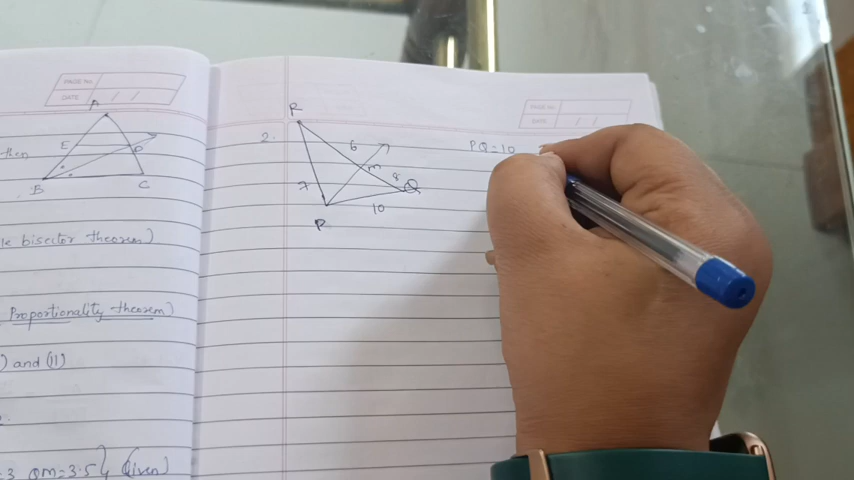 PAGE No.
DATE / /
A
E
D
B
C
then
le bisector theorem)
Proportionality theorem)
) and (11)
=3 QM=3.5 (Given)
PAGE No.
DATE / /
2.
R
6
M
8
Q
7
10
P
PQ=10